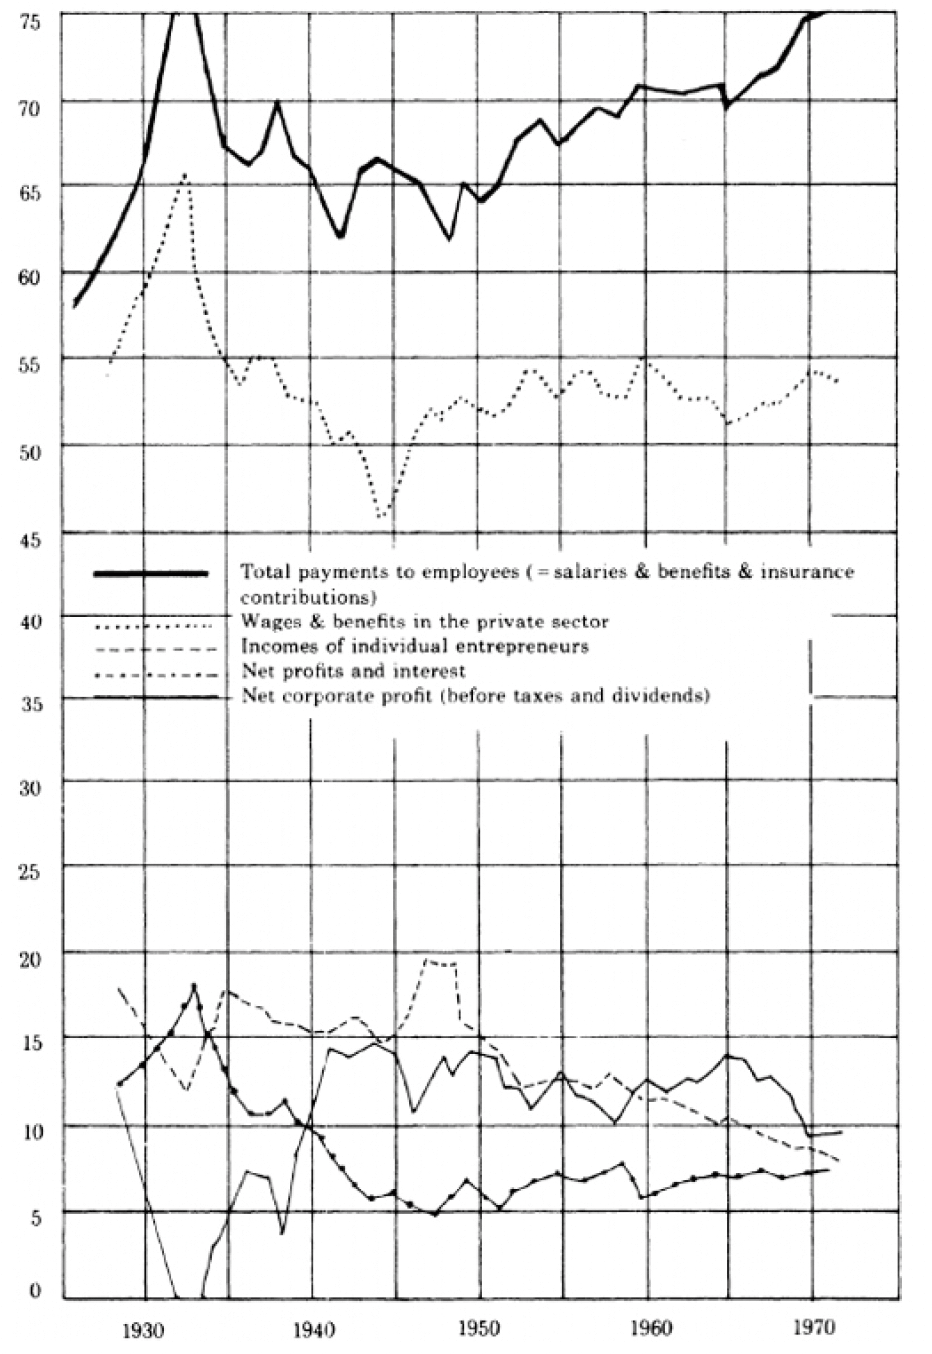 75
70
65
60
55
50
45
Total payments to employees ( = salaries & benefits & insurance
contributions)
40
Wages & benefits in the private sector
Incomes of individual entrepreneurs
Net profits and interest
Net corporate profit (before taxes and dividends)
35
30
25
20
15
10
5
0
1930 1940 1950 1960 1970